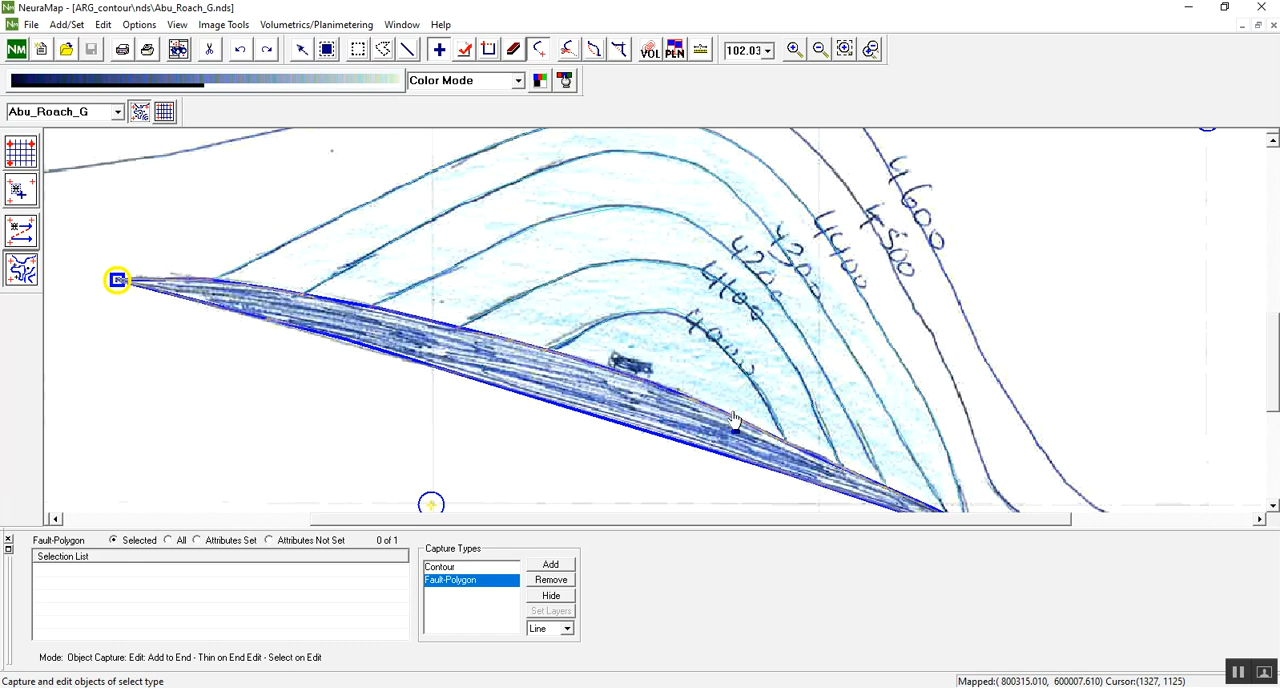 NeuraMap - [ARG_contour\nds\Abu_Roach_G.nds]
File Add/Set Edit Options View Image Tools Volumetrics/Planimetering Window Help
NM VOL PLN 102.03
Color Mode
Abu_Roach_G
4600
4500
4400
4300
4200
4100
4000
Fault-Polygon Selected All Attributes Set Attributes Not Set 0 of 1
Selection List
Capture Types
Contour
Fault-Polygon
Add
Remove
Hide
Set Layers
Line
Mode: Object Capture: Edit: Add to End - Thin on End Edit - Select on Edit
Capture and edit objects of select type
Mapped:( 800315.010, 600007.610) Cursor:(1327, 1125)